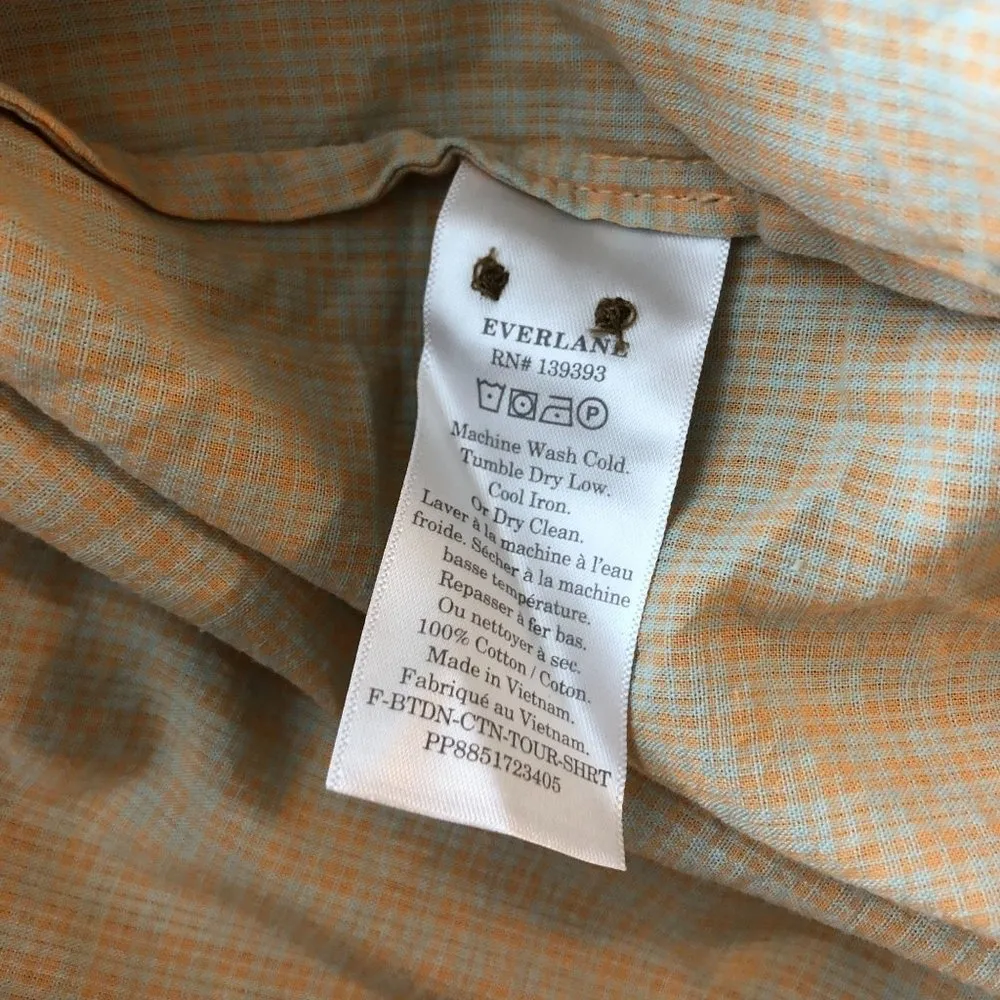 EVERLANE
RN# 139393
P
Machine Wash Cold.
Tumble Dry Low.
Cool Iron.
Or Dry Clean.
Laver à la machine à l'eau
froide. Sécher à la machine
basse température.
Repasser à fer bas.
Ou nettoyer à sec.
100% Cotton / Coton.
Made in Vietnam.
Fabriqué au Vietnam.
F-BTDN-CTN-TOUR-SHRT
PP8851723405